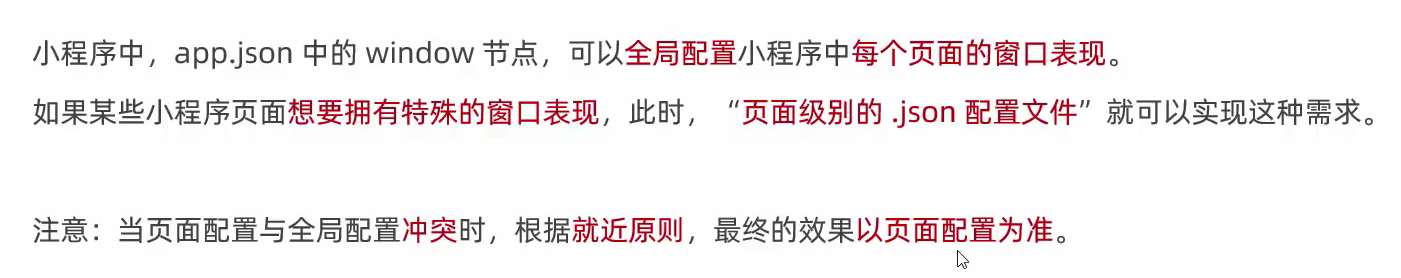 小程序中，app.json 中的 window 节点，可以全局配置小程序中每个页面的窗口表现。
如果某些小程序页面想要拥有特殊的窗口表现，此时，“页面级别的 .json 配置文件”就可以实现这种需求。
注意：当页面配置与全局配置冲突时，根据就近原则，最终的效果以页面配置为准。